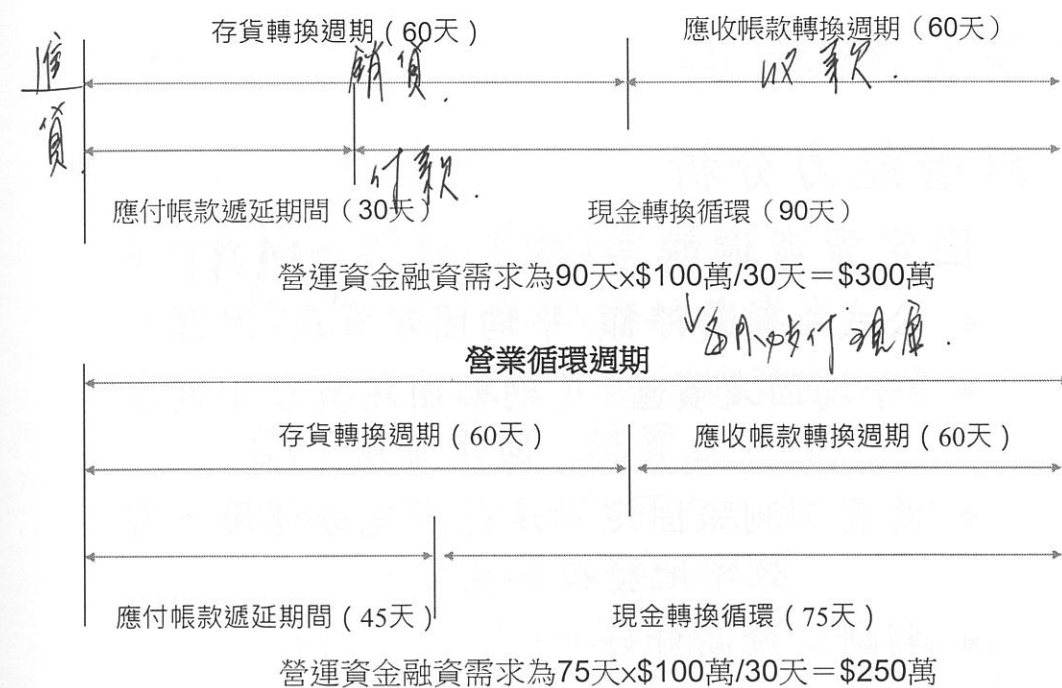 存貨轉換週期(60天)
應收帳款轉換週期(60天)
進貨
銷貨.
收款.
付款.
應付帳款遞延期間(30天)
現金轉換循環(90天)
營運資金融資需求為90天x$100萬/30天=$300萬
營業循環週期
存貨轉換週期(60天)
應收帳款轉換週期(60天)
應付帳款遞延期間(45天)
現金轉換循環(75天)
營運資金融資需求為75天x$100萬/30天=$250萬